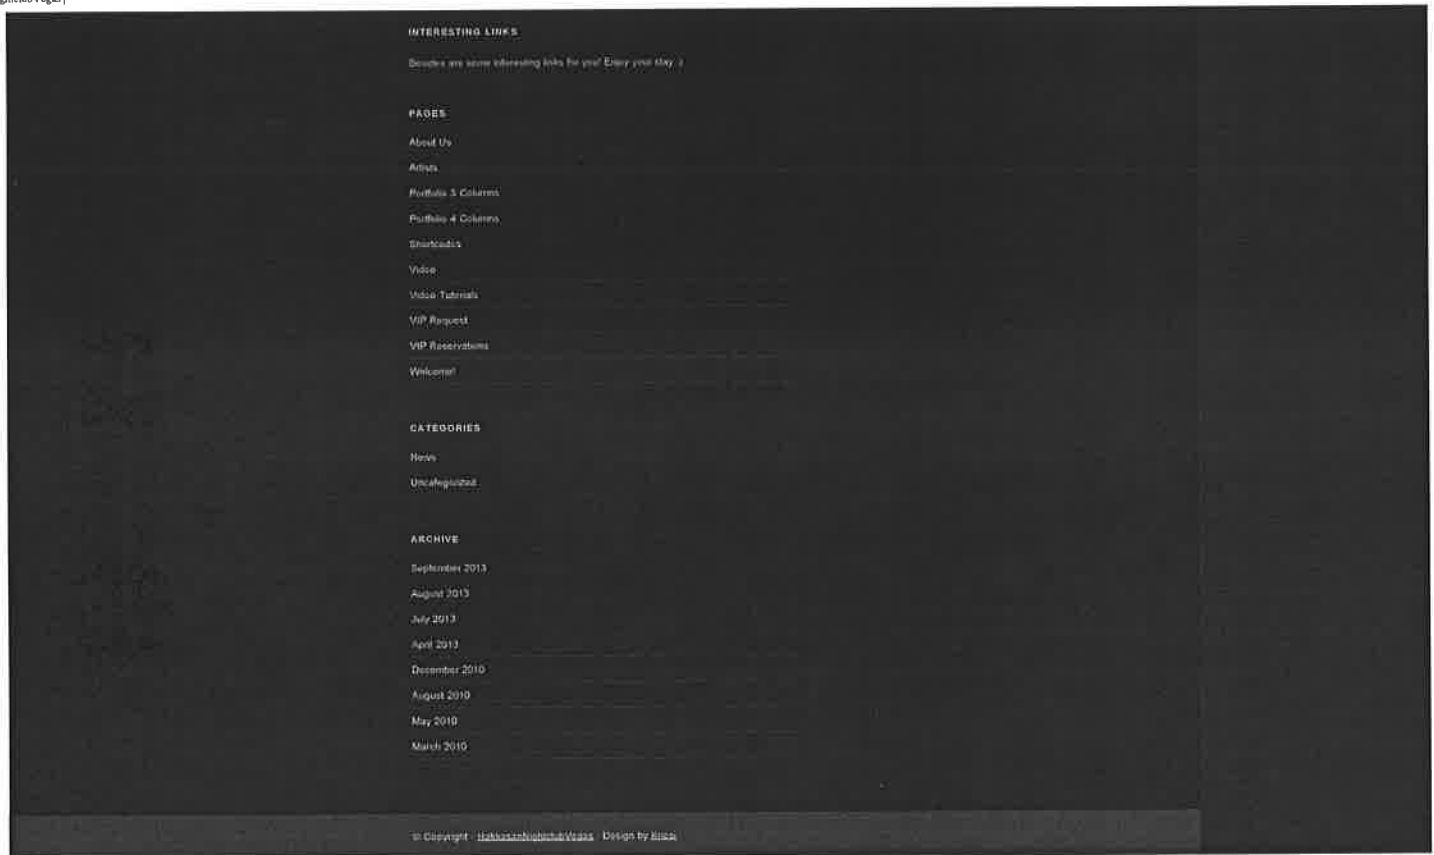 INTERESTING LINKS
Besides are some interesting links for you! Enjoy your stay :)
PAGES
About Us
Artists
Portfolio 3 Columns
Portfolio 4 Columns
Shortcodes
Video
Video Tutorials
VIP Request
VIP Reservations
Welcome!
CATEGORIES
News
Uncategorized
ARCHIVE
September 2013
August 2013
July 2013
April 2013
December 2010
August 2010
May 2010
March 2010
© Copyright - HakkasanNightclubVegas - Design by